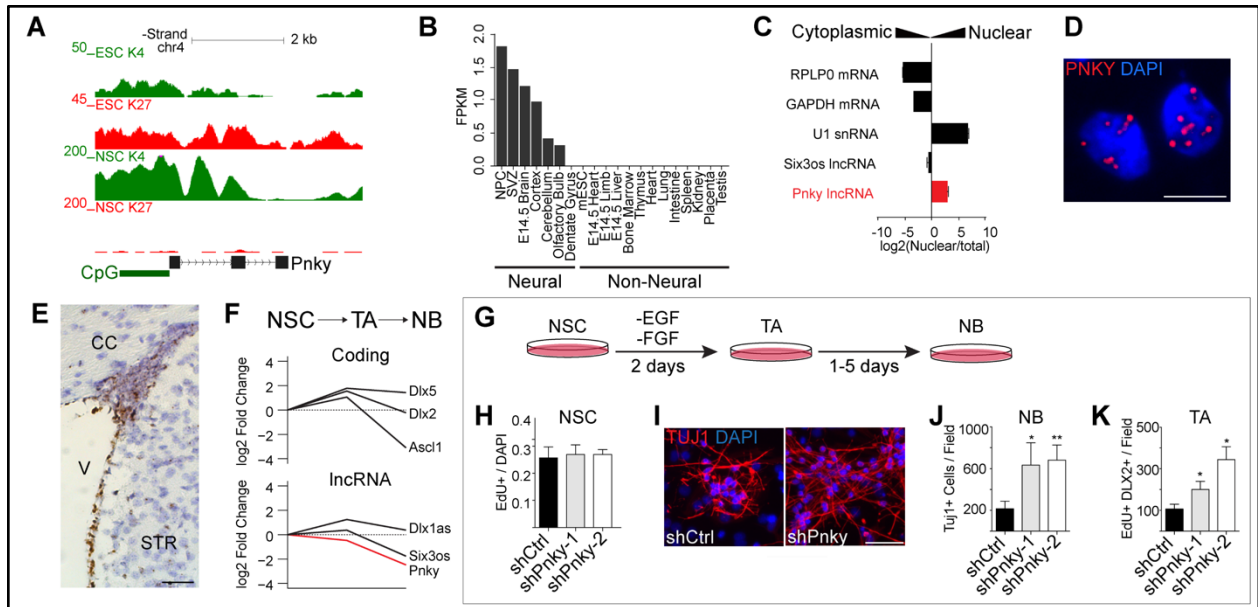 A
-Strand
chr4
2 kb
50
-ESC K4
45
-ESC K27
200
-NSC K4
200
-NSC K27
CpG
Pnky
B
FPKM
2.0
1.5
1.0
0.5
0.0
NPC
SVZ
E14.5 Brain
Cortex
Cerebellum
Olfactory Bulb
Dentate Gyrus
mESC
E14.5 Heart
E14.5 Limb
E14.5 Liver
Bone Marrow
Thymus
Heart
Lung
Intestine
Spleen
Kidney
Placenta
Testis
Neural
Non-Neural
C
Cytoplasmic
Nuclear
RPLP0 mRNA
GAPDH mRNA
U1 snRNA
Six3os lncRNA
Pnky lncRNA
-10 -5 0 5 10
log2(Nuclear/total)
D
PNKY DAPI
E
CC
V
STR
F
NSC TA NB
Coding
log2 Fold Change
4
2
0
-2
-4
Dlx5
Dlx2
Ascl1
lncRNA
log2 Fold Change
4
2
0
-2
-4
Dlx1as
Six3os
Pnky
G
NSC
-EGF
-FGF
2 days
TA
1-5 days
NB
H
NSC
EdU+ / DAPI
0.4
0.3
0.2
0.1
shCtrl
shPnky-1
shPnky-2
I
TUJ1 DAPI
shCtrl
shPnky
J
NB
Tuj1+ Cells / Field
900
600
300
0
*
**
shCtrl
shPnky-1
shPnky-2
K
TA
EdU+ DLX2+ / Field
500
300
100
0
*
*
shCtrl
shPnky-1
shPnky-2